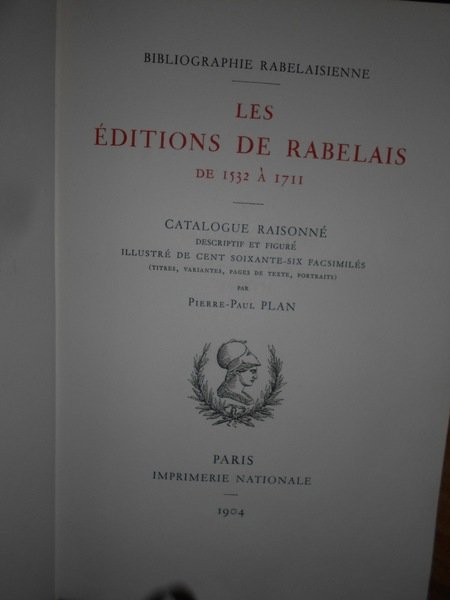 BIBLIOGRAPHIE RABELAISIENNE
LES
ÉDITIONS DE RABELAIS
DE 1532 À 1711
CATALOGUE RAISONNÉ
DESCRIPTIF ET FIGURÉ
ILLUSTRÉ DE CENT SOIXANTE-SIX FACSIMILÉS
(TITRES, VARIANTES, PAGES DE TEXTE, PORTRAITS)
PAR
PIERRE-PAUL PLAN
PARIS
IMPRIMERIE NATIONALE
1904